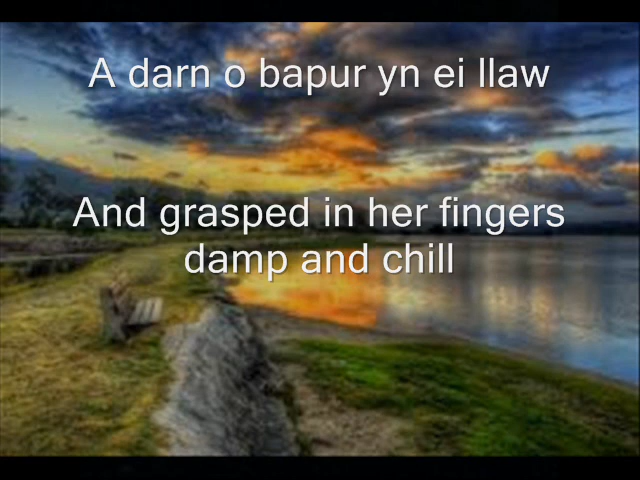 A darn o bapur yn ei llaw
And grasped in her fingers
damp and chill